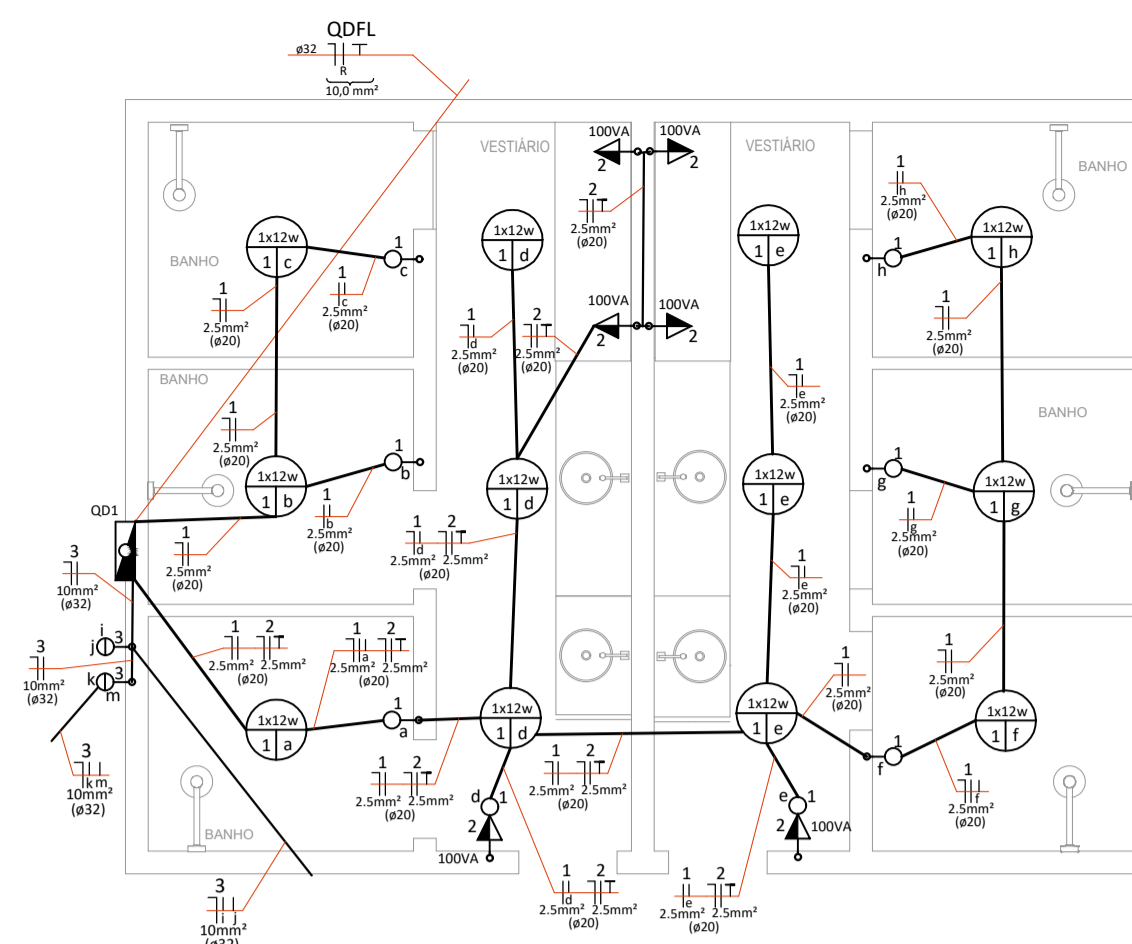 QDFL
ø32
R
10,0 mm²
VESTIÁRIO
100VA
2
100VA
2
VESTIÁRIO
BANHO
1
h
2.5mm²
(ø20)
2
2.5mm²
(ø20)
1x12w
1 c
1
c
1x12w
1 d
1x12w
1 e
1
h
1x12w
1 h
BANHO
1
2.5mm²
(ø20)
1
c
2.5mm²
(ø20)
100VA
2
100VA
2
1
d
2.5mm²
(ø20)
2
2.5mm²
(ø20)
1
2.5mm²
(ø20)
BANHO
1
2.5mm²
(ø20)
1
e
2.5mm²
(ø20)
BANHO
1x12w
1 b
1
b
1x12w
1 d
1x12w
1 e
1
g
1x12w
1 g
QD1
1
2.5mm²
(ø20)
1
b
2.5mm²
(ø20)
1 2
d
2.5mm² 2.5mm²
(ø20)
1
g
2.5mm²
(ø20)
3
10mm²
(ø32)
1
e
2.5mm²
(ø20)
i
j 3
k 3
m
3
10mm²
(ø32)
1 2
2.5mm² 2.5mm²
(ø20)
1 2
a
2.5mm² 2.5mm²
(ø20)
1
2.5mm²
(ø20)
1
2.5mm²
(ø20)
1x12w
1 a
1
a
1x12w
1 d
1x12w
1 e
1
f
1x12w
1 f
3
k m
10mm²
(ø32)
1 2
2.5mm² 2.5mm²
(ø20)
1 2
2.5mm² 2.5mm²
(ø20)
1
f
2.5mm²
(ø20)
BANHO
d 1
2
100VA
e 1
2
100VA
3
i j
10mm²
(ø32)
1 2
d
2.5mm² 2.5mm²
(ø20)
1 2
e
2.5mm² 2.5mm²
(ø20)